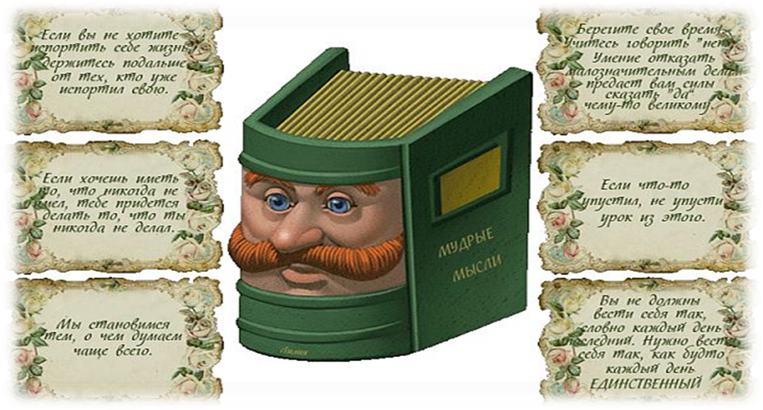 Если вы не хотите
испортить себе жизнь
держитесь подальше
от тех, кто уже
испортил свою.
Если хочешь иметь
то, что никогда не
имел, тебе придется
делать то, что ты
никогда не делал.
Мы становимся
тем, о чем думаем
чаще всего.
МУДРЫЕ
МЫСЛИ
Берегите свое время.
Учитесь говорить "нет".
Умение отказать
малозначительным делам
предаст вам силы
сказать "да"
чему-то великому.
Если что-то
упустил, не упусти
урок из этого.
Вы не должны
вести себя так,
словно каждый день
последний. Нужно вести
себя так, как будто
каждый день
ЕДИНСТВЕННЫЙ